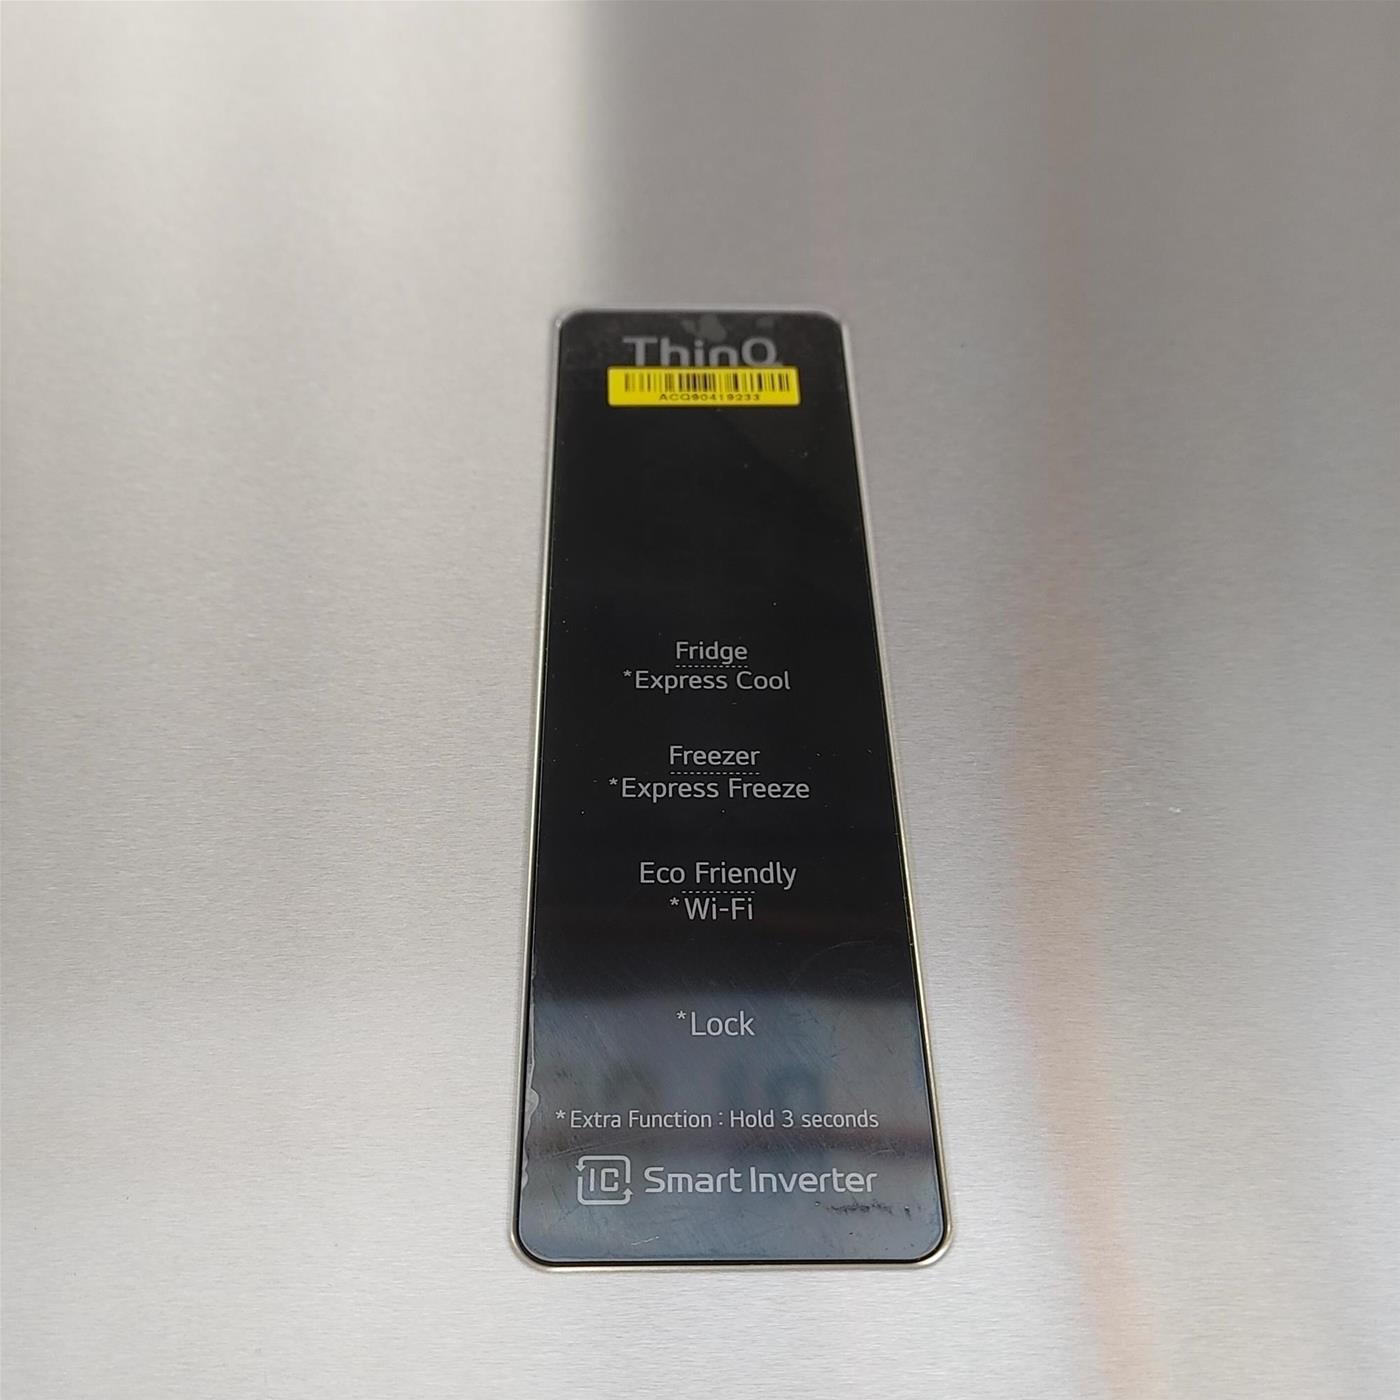 ThinQ
ACQ90419233
Fridge
*Express Cool
Freezer
*Express Freeze
Eco Friendly
*Wi-Fi
*Lock
*Extra Function : Hold 3 seconds
IC Smart Inverter